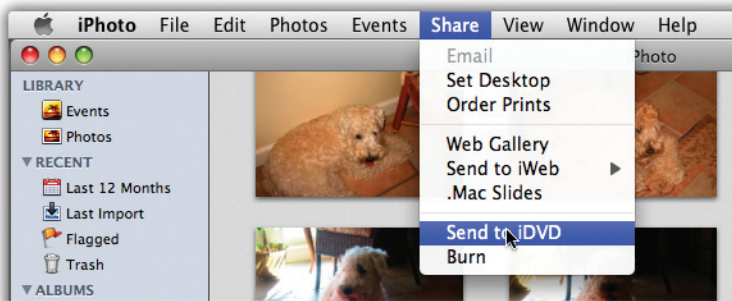 iPhoto File Edit Photos Events Share View Window Help
Photo
Email
Set Desktop
Order Prints
Web Gallery
Send to iWeb
.Mac Slides
Send to iDVD
Burn
LIBRARY
Events
Photos
RECENT
Last 12 Months
Last Import
Flagged
Trash
ALBUMS